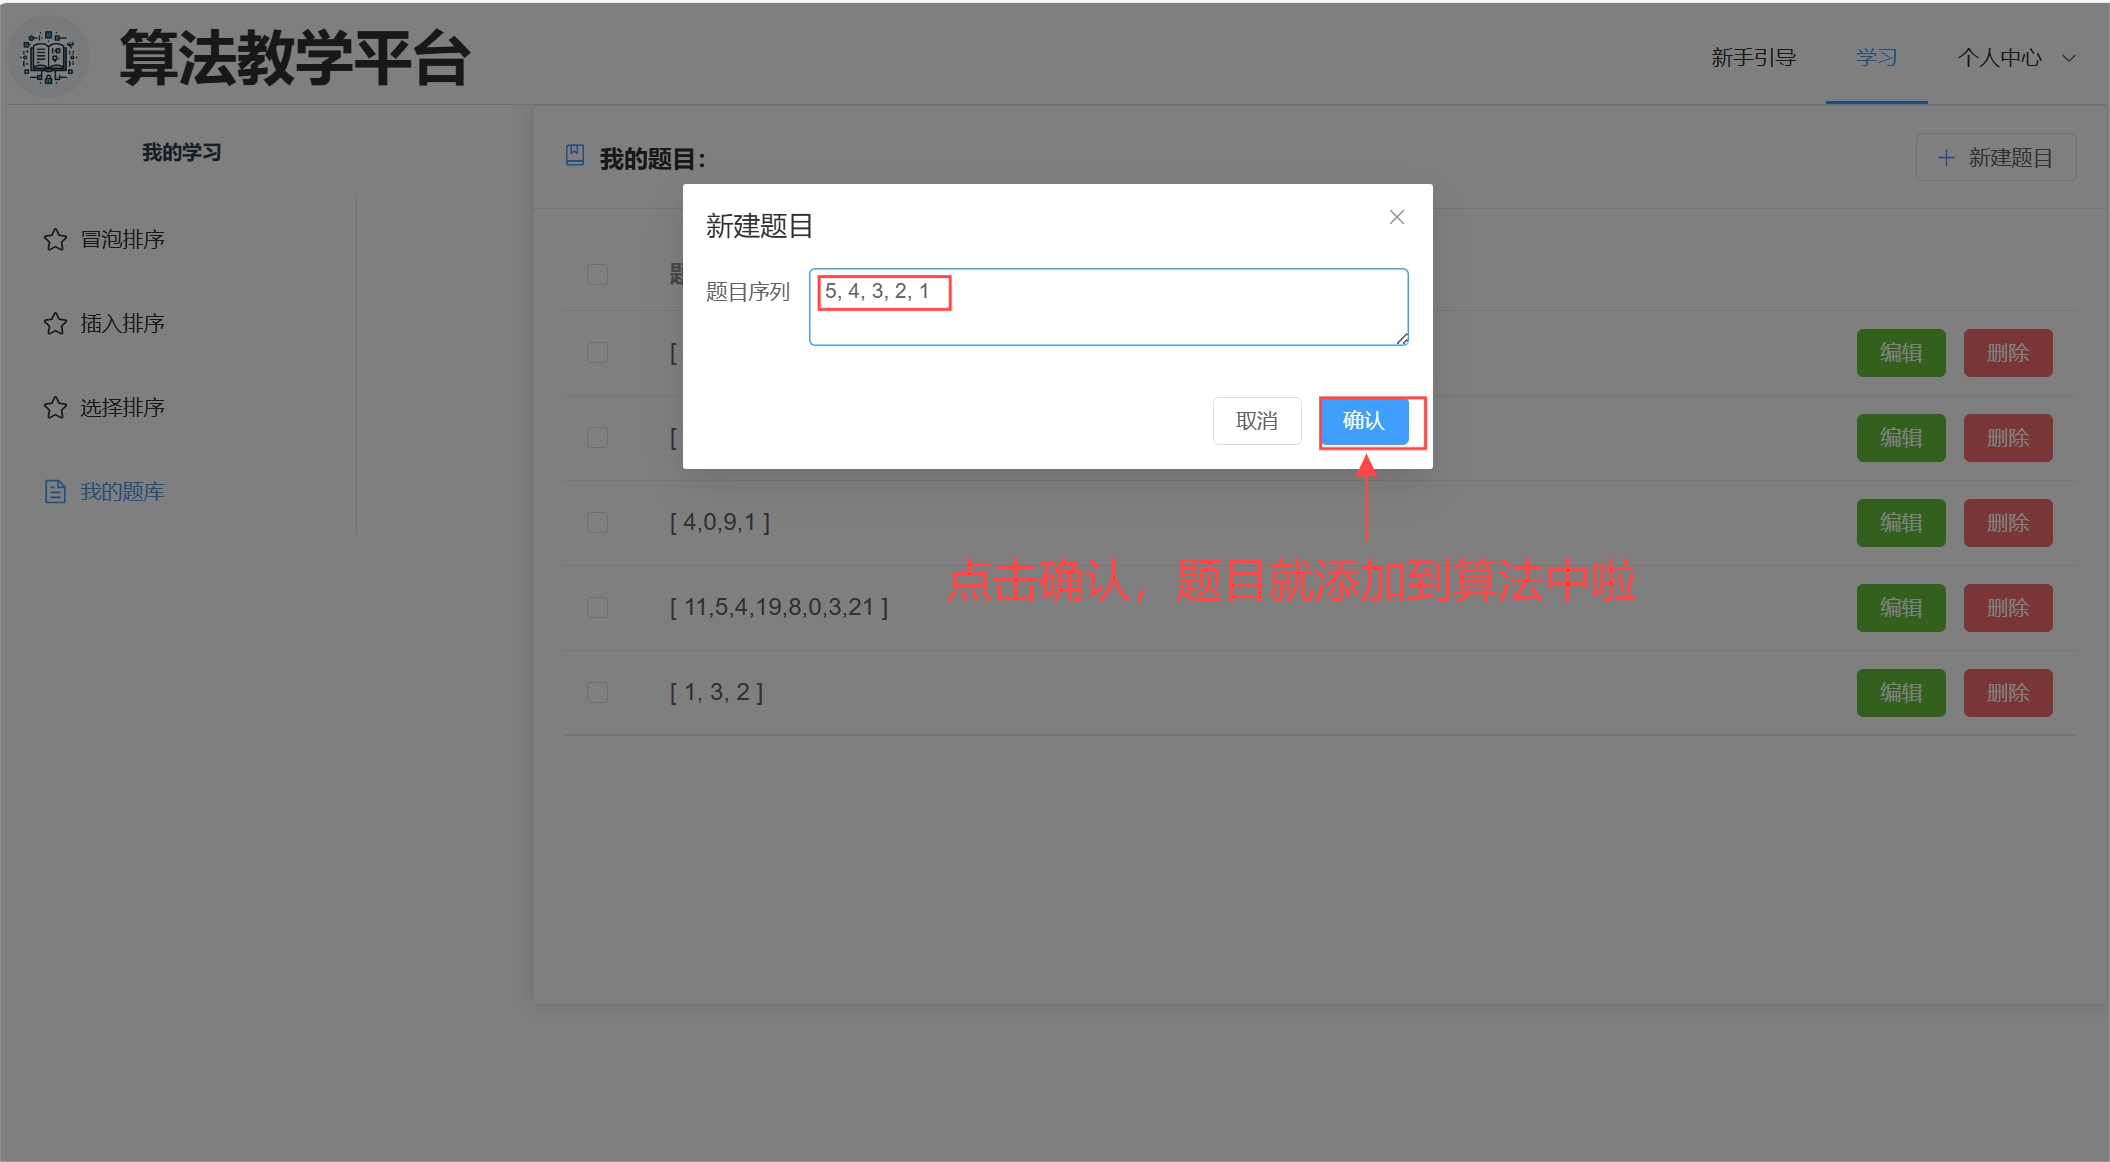 算法教学平台
新手引导
学习
个人中心
我的学习
冒泡排序
插入排序
选择排序
我的题库
我的题目：
新建题目
新建题目
题目序列
5, 4, 3, 2, 1
取消
确认
[
编辑
删除
[
编辑
删除
[ 4,0,9,1 ]
编辑
删除
点击确认，题目就添加到算法中啦
[ 11,5,4,19,8,0,3,21 ]
编辑
删除
[ 1, 3, 2 ]
编辑
删除